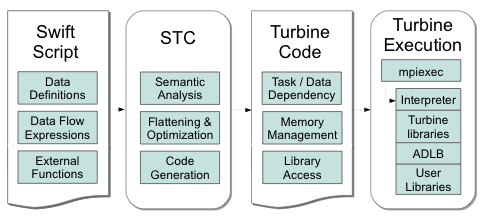 Swift
Script
Data
Definitions
Data Flow
Expressions
External
Functions
STC
Semantic
Analysis
Flattening &
Optimization
Code
Generation
Turbine
Code
Task / Data
Dependency
Memory
Management
Library
Access
Turbine
Execution
mpiexec
Interpreter
Turbine
libraries
ADLB
User
Libraries